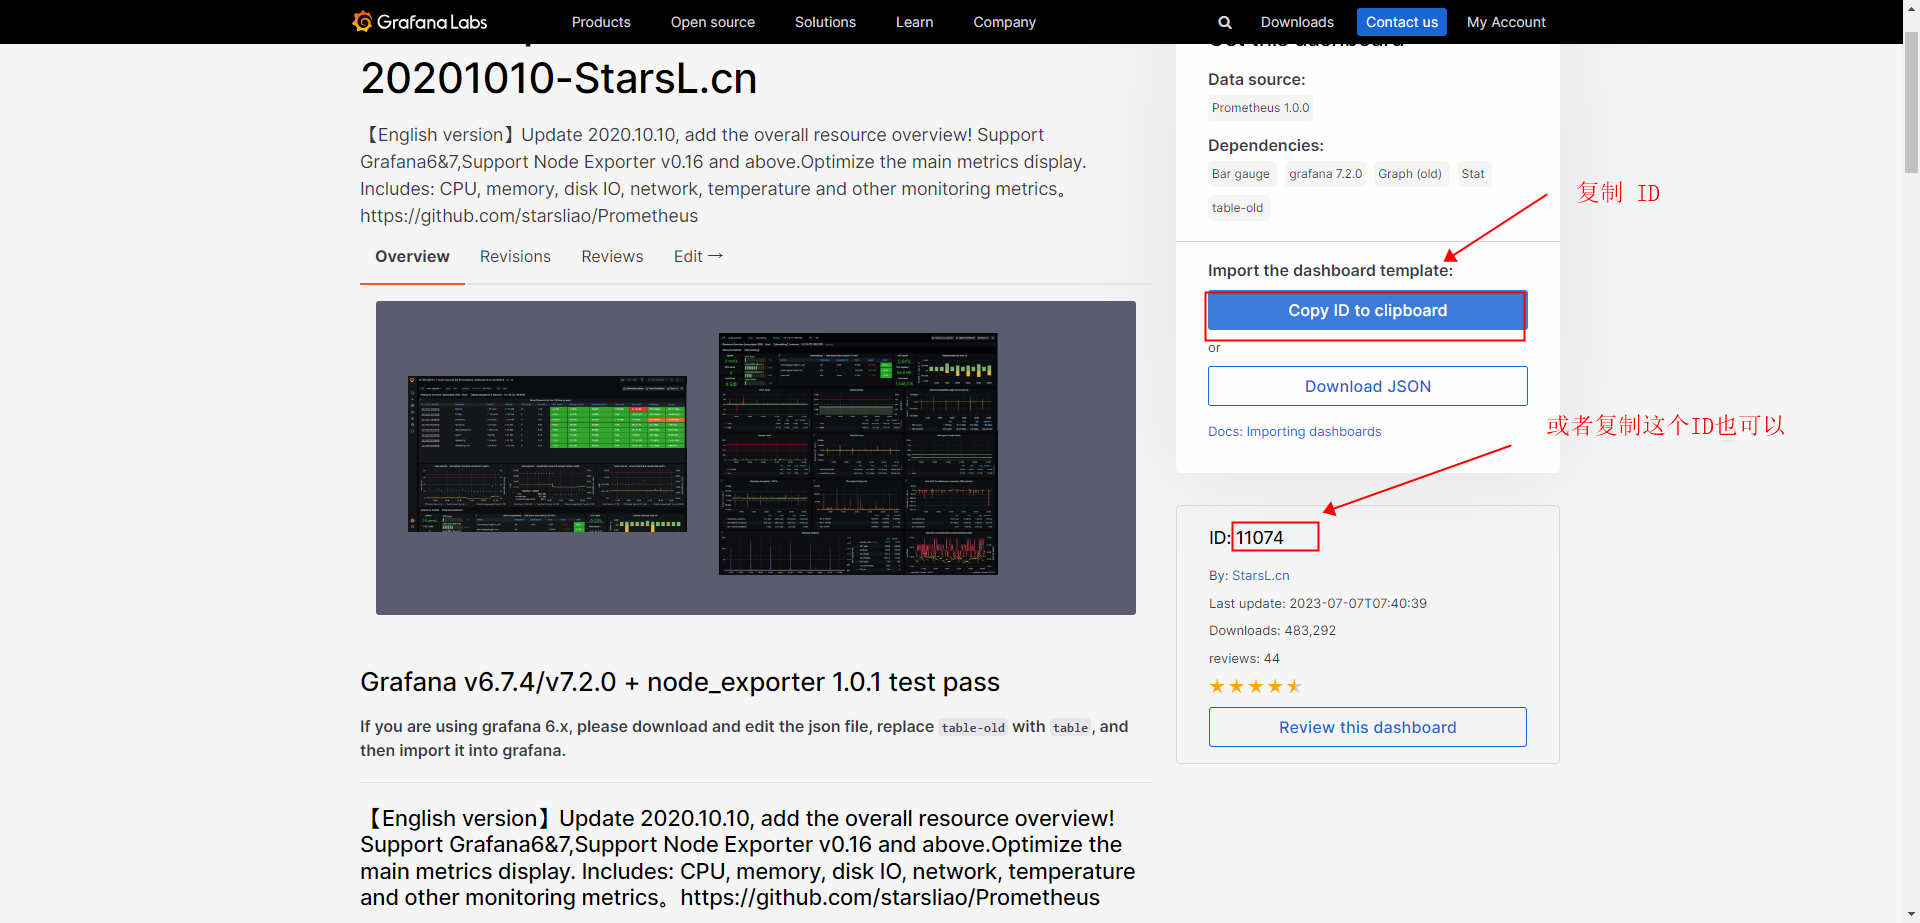 Grafana Labs
Products
Open source
Solutions
Learn
Company
Downloads
Contact us
My Account
20201010-StarsL.cn
【English version】Update 2020.10.10, add the overall resource overview! Support
Grafana6&7,Support Node Exporter v0.16 and above.Optimize the main metrics display.
Includes: CPU, memory, disk IO, network, temperature and other monitoring metrics。
https://github.com/starsliao/Prometheus
Overview
Revisions
Reviews
Edit →
Grafana v6.7.4/v7.2.0 + node_exporter 1.0.1 test pass
If you are using grafana 6.x, please download and edit the json file, replace table-old with table, and
then import it into grafana.
【English version】Update 2020.10.10, add the overall resource overview!
Support Grafana6&7,Support Node Exporter v0.16 and above.Optimize the
main metrics display. Includes: CPU, memory, disk IO, network, temperature
and other monitoring metrics。https://github.com/starsliao/Prometheus
Get this dashboard
Data source:
Prometheus 1.0.0
Dependencies:
Bar gauge
grafana 7.2.0
Graph (old)
Stat
table-old
复制 ID
Import the dashboard template:
Copy ID to clipboard
or
Download JSON
Docs: Importing dashboards
或者复制这个ID也可以
ID: 11074
By: StarsL.cn
Last update: 2023-07-07T07:40:39
Downloads: 483,292
reviews: 44
Review this dashboard